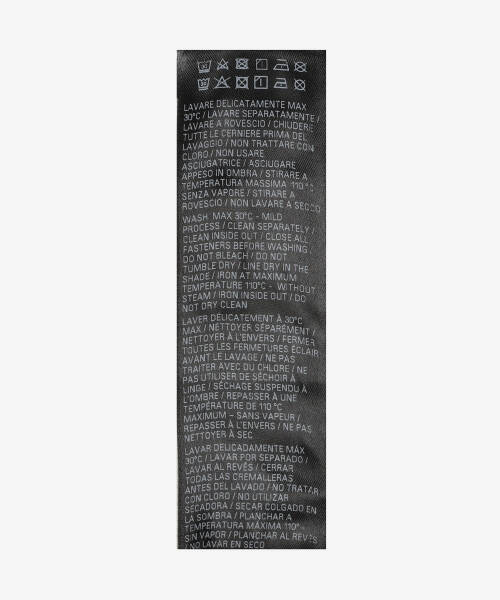 LAVARE DELICATAMENTE MAX
30°C / LAVARE SEPARATAMENTE /
LAVARE A ROVESCIO / CHIUDERE
TUTTE LE CERNIERE PRIMA DEL
LAVAGGIO / NON TRATTARE CON
CLORO / NON USARE
ASCIUGATRICE / ASCIUGARE
APPESO IN OMBRA / STIRARE A
TEMPERATURA MASSIMA 110°C
SENZA VAPORE / STIRARE A
ROVESCIO / NON LAVARE A SECCO
WASH MAX 30°C - MILD
PROCESS / CLEAN SEPARATELY /
CLEAN INSIDE OUT / CLOSE ALL
FASTENERS BEFORE WASHING
DO NOT BLEACH / DO NOT
TUMBLE DRY / LINE DRY IN THE
SHADE / IRON AT MAXIMUM
TEMPERATURE 110°C - WITHOUT
STEAM / IRON INSIDE OUT / DO
NOT DRY CLEAN
LAVER DÉLICATEMENT À 30°C
MAX / NETTOYER SÉPARÉMENT /
NETTOYER À L'ENVERS / FERMER
TOUTES LES FERMETURES ÉCLAIR
AVANT LE LAVAGE / NE PAS
TRAITER AVEC DU CHLORE / NE
PAS UTILISER DE SÉCHOIR À
LINGE / SÉCHAGE SUSPENDU À
L'OMBRE / REPASSER À UNE
TEMPÉRATURE DE 110 °C
MAXIMUM – SANS VAPEUR /
REPASSER À L'ENVERS / NE PAS
NETTOYER À SEC
LAVAR DELICADAMENTE MÁX
30°C / LAVAR POR SEPARADO /
LAVAR AL REVÉS / CERRAR
TODAS LAS CREMALLERAS
ANTES DEL LAVADO / NO TRATAR
CON CLORO / NO UTILIZAR
SECADORA / SECAR COLGADO EN
LA SOMBRA / PLANCHAR A
TEMPERATURA MÁXIMA 110° -
SIN VAPOR / PLANCHAR AL REVÉS
/ NO LAVAR EN SECO